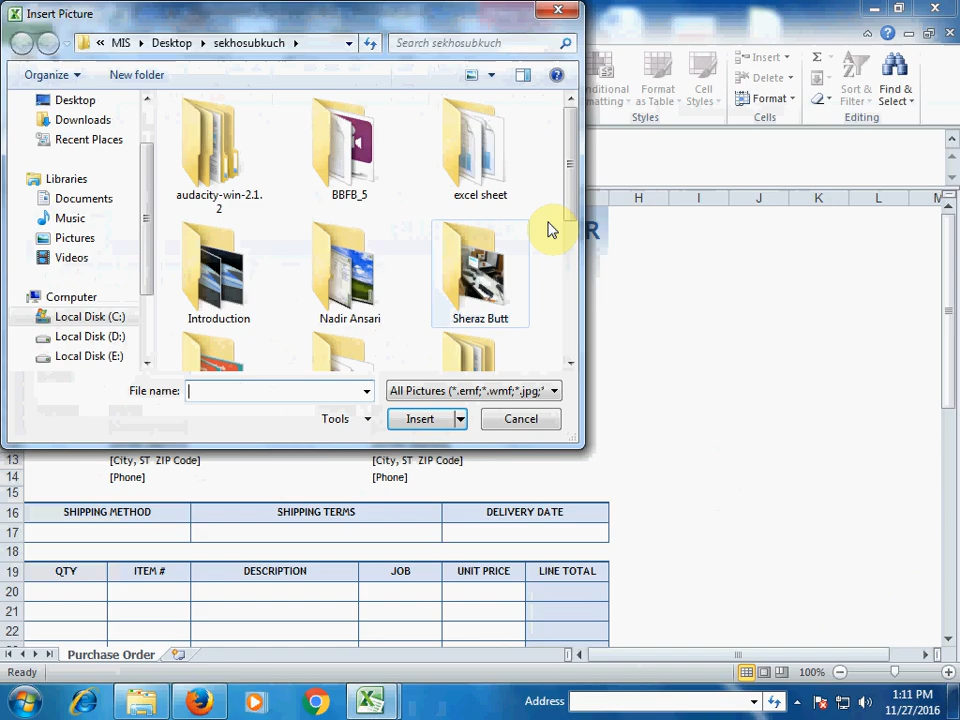 Insert Picture
« MIS ▸ Desktop ▸ sekhosubkuch ▸
Search sekhosubkuch
Organize
New folder
Desktop
Downloads
Recent Places
Libraries
Documents
Music
Pictures
Videos
Computer
Local Disk (C:)
Local Disk (D:)
Local Disk (E:)
audacity-win-2.1.
2
BBFB_5
excel sheet
Introduction
Nadir Ansari
Sheraz Butt
File name:
All Pictures (*.emf;*.wmf;*.jpg;*
Tools
Insert
Cancel
Insert
Delete
Format
Format
as Table
Cell
Styles
Sort &
Filter
Find &
Select
Styles
Cells
Editing
H I J K L M
R
13 [City, ST ZIP Code] [City, ST ZIP Code]
14 [Phone] [Phone]
15
16 SHIPPING METHOD SHIPPING TERMS DELIVERY DATE
17
18
19 QTY ITEM # DESCRIPTION JOB UNIT PRICE LINE TOTAL
20
21
22
Purchase Order
Ready
100%
Address
1:11 PM
11/27/2016